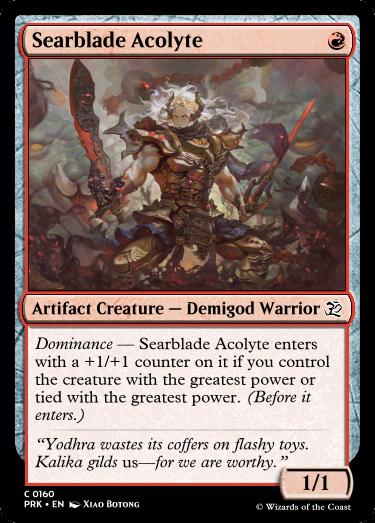 Searblade Acolyte
Artifact Creature — Demigod Warrior
Dominance — Searblade Acolyte enters
with a +1/+1 counter on it if you control
the creature with the greatest power or
tied with the greatest power. (Before it
enters.)
“Yodhra wastes its coffers on flashy toys.
Kalika gilds us—for we are worthy.”
1/1
C 0160
PRK • EN Xiao Botong
© Wizards of the Coast